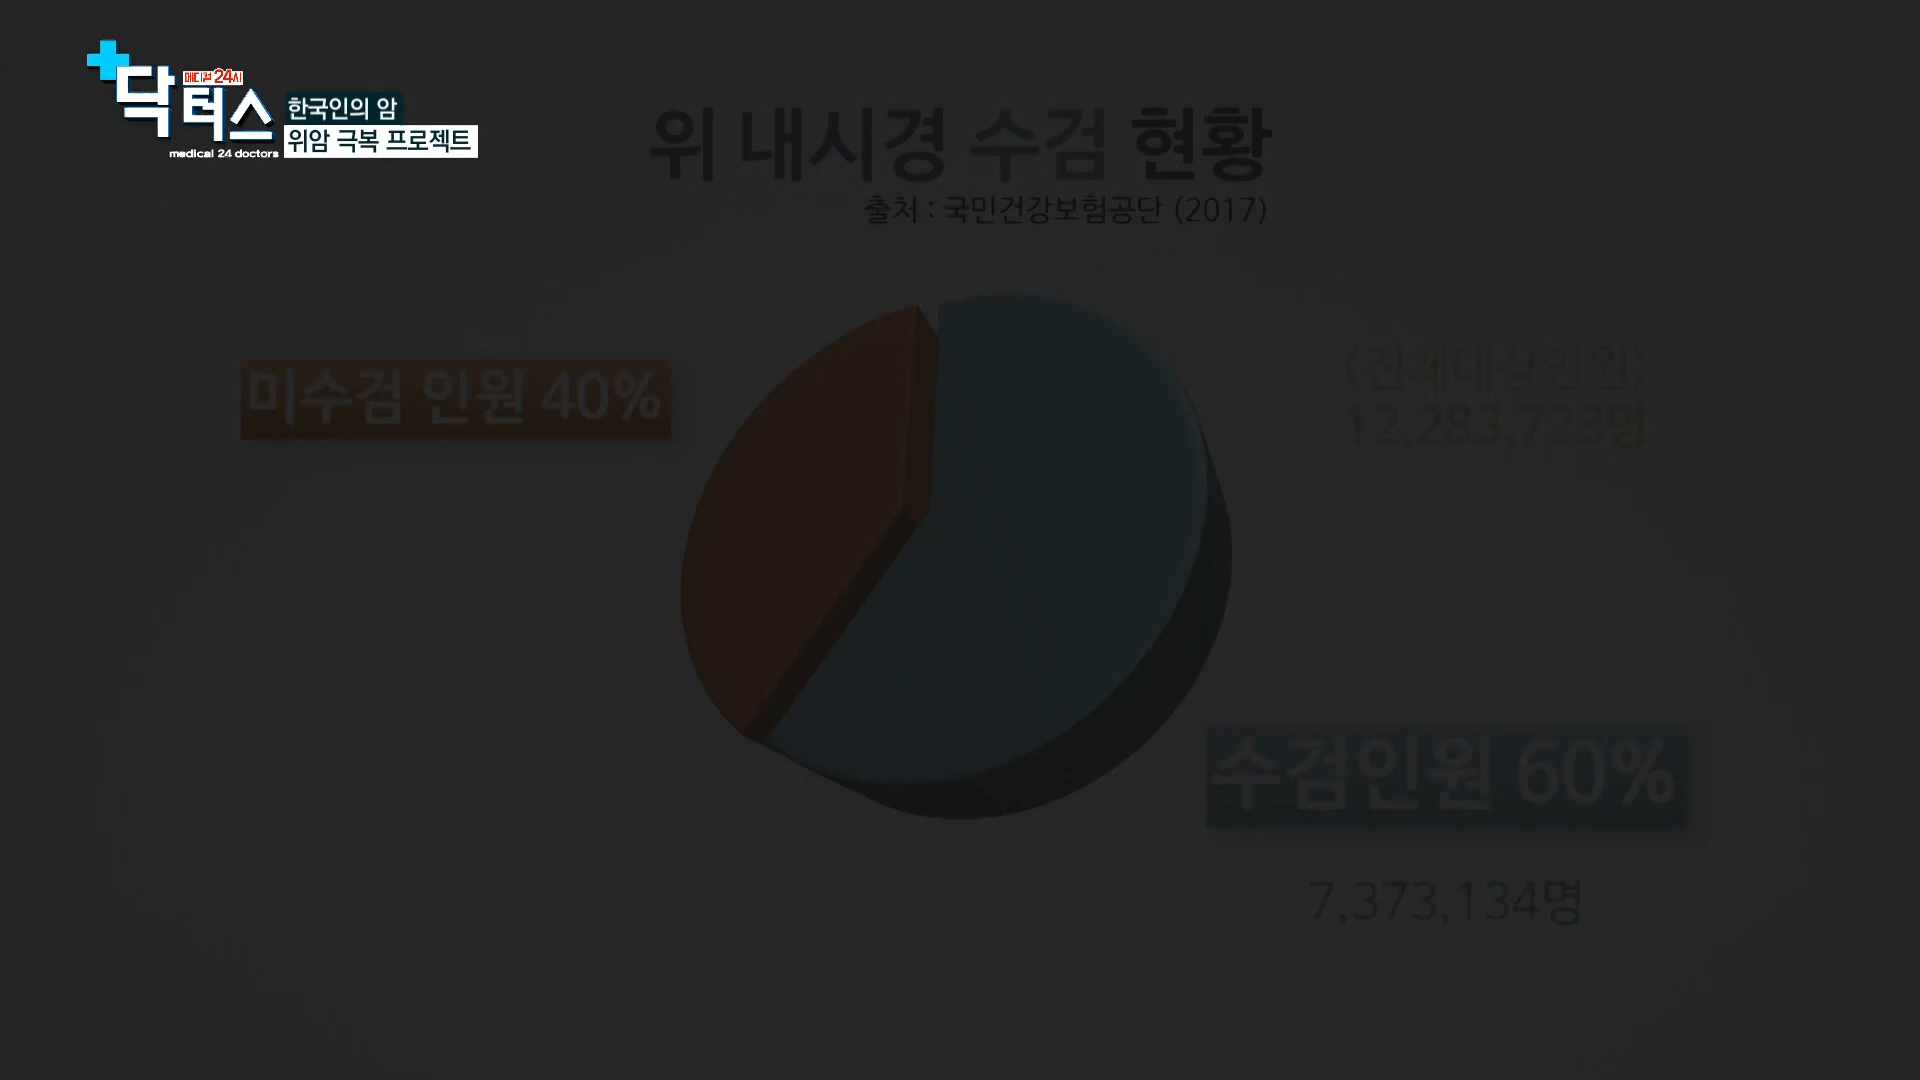 메디컬 24시
닥터스
medical 24 doctors
한국인의 암
위암 극복 프로젝트
위 내시경 수검 현황
출처 : 국민건강보험공단 (2017)
<전체대상인원>
12,283,723명
미수검 인원 40%
수검인원 60%
7,373,134명